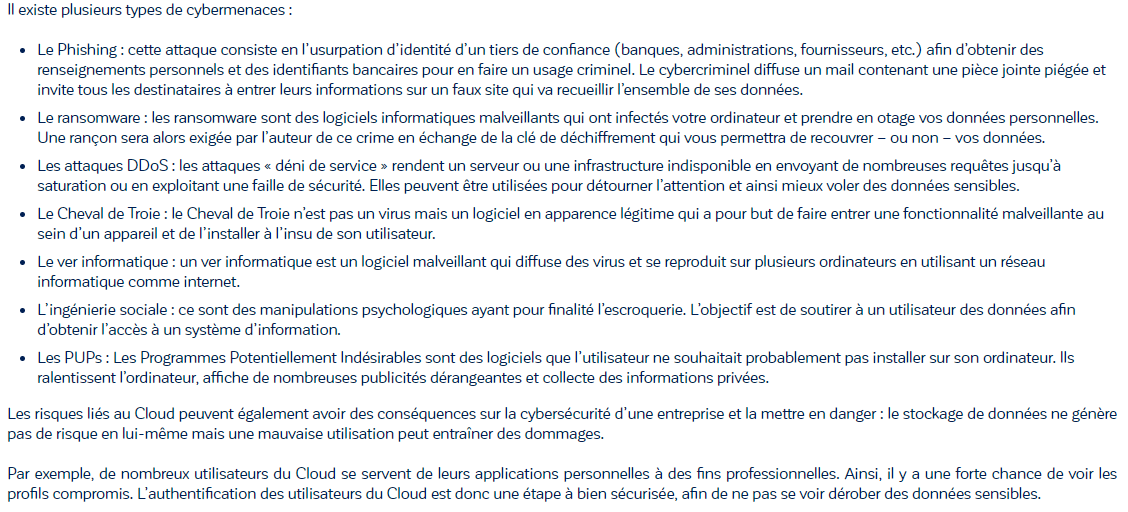 Il existe plusieurs types de cybermenaces :
• Le Phishing : cette attaque consiste en l’usurpation d’identité d’un tiers de confiance (banques, administrations, fournisseurs, etc.) afin d’obtenir des
renseignements personnels et des identifiants bancaires pour en faire un usage criminel. Le cybercriminel diffuse un mail contenant une pièce jointe piégée et
invite tous les destinataires à entrer leurs informations sur un faux site qui va recueillir l’ensemble de ses données.
• Le ransomware : les ransomware sont des logiciels informatiques malveillants qui ont infectés votre ordinateur et prendre en otage vos données personnelles.
Une rançon sera alors exigée par l’auteur de ce crime en échange de la clé de déchiffrement qui vous permettra de recouvrer – ou non – vos données.
• Les attaques DDoS : les attaques « déni de service » rendent un serveur ou une infrastructure indisponible en envoyant de nombreuses requêtes jusqu’à
saturation ou en exploitant une faille de sécurité. Elles peuvent être utilisées pour détourner l’attention et ainsi mieux voler des données sensibles.
• Le Cheval de Troie : le Cheval de Troie n’est pas un virus mais un logiciel en apparence légitime qui a pour but de faire entrer une fonctionnalité malveillante au
sein d’un appareil et de l’installer à l’insu de son utilisateur.
• Le ver informatique : un ver informatique est un logiciel malveillant qui diffuse des virus et se reproduit sur plusieurs ordinateurs en utilisant un réseau
informatique comme internet.
• L’ingénierie sociale : ce sont des manipulations psychologiques ayant pour finalité l’escroquerie. L’objectif est de soutirer à un utilisateur des données afin
d’obtenir l’accès à un système d’information.
• Les PUPs : Les Programmes Potentiellement Indésirables sont des logiciels que l’utilisateur ne souhaitait probablement pas installer sur son ordinateur. Ils
ralentissent l’ordinateur, affiche de nombreuses publicités dérangeantes et collecte des informations privées.
Les risques liés au Cloud peuvent également avoir des conséquences sur la cybersécurité d’une entreprise et la mettre en danger : le stockage de données ne génère
pas de risque en lui-même mais une mauvaise utilisation peut entraîner des dommages.
Par exemple, de nombreux utilisateurs du Cloud se servent de leurs applications personnelles à des fins professionnelles. Ainsi, il y a une forte chance de voir les
profils compromis. L’authentification des utilisateurs du Cloud est donc une étape à bien sécurisée, afin de ne pas se voir dérober des données sensibles.